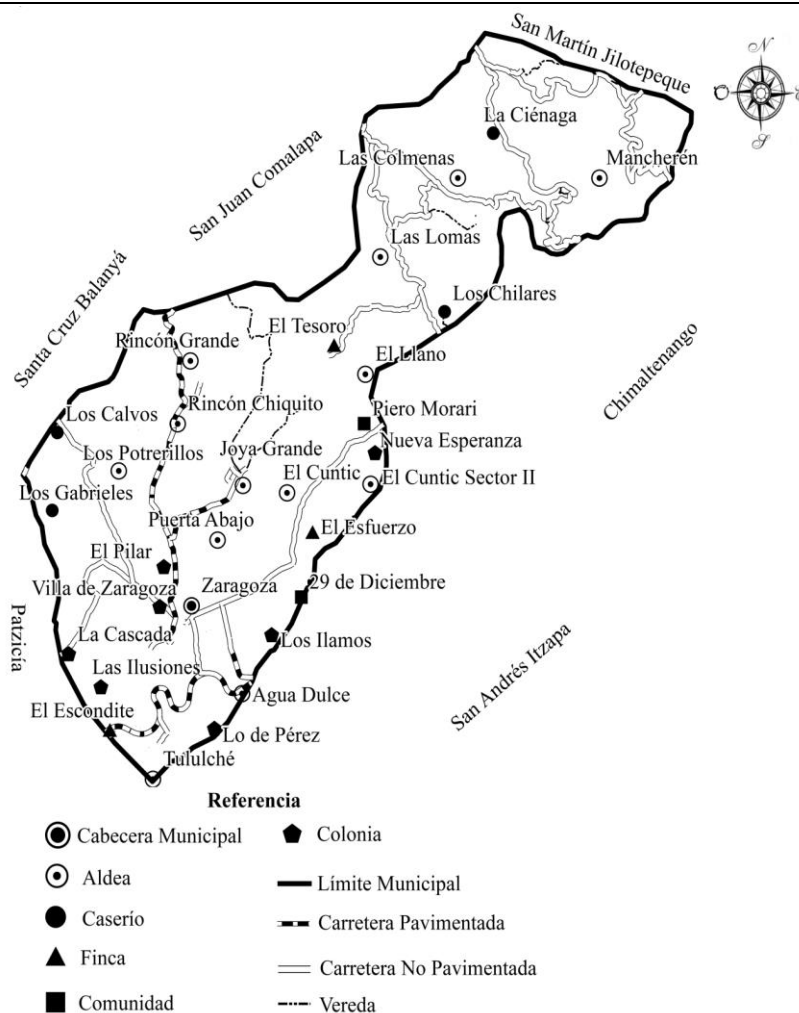 San Martín Jilotepeque
N
O
E
S
La Ciénaga
San Juan Comalapa
Las Colmenas
Mancherén
Las Lomas
Santa Cruz Balanyá
Los Chilares
El Tesoro
Rincón Grande
El Llano
Chimaltenango
Rincón Chiquito
Piero Morari
Los Calvos
Nueva Esperanza
Joya Grande
Los Potrerillos
El Cuntic
El Cuntic Sector II
Los Gabrieles
Puerta Abajo
El Esfuerzo
El Pilar
29 de Diciembre
Villa de Zaragoza
Zaragoza
Patzicía
La Cascada
Los Ilamos
San Andrés Itzapa
Las Ilusiones
Agua Dulce
El Escondite
Lo de Pérez
Tululché
Referencia
Cabecera Municipal
Colonia
Aldea
Límite Municipal
Caserío
Carretera Pavimentada
Finca
Carretera No Pavimentada
Comunidad
Vereda